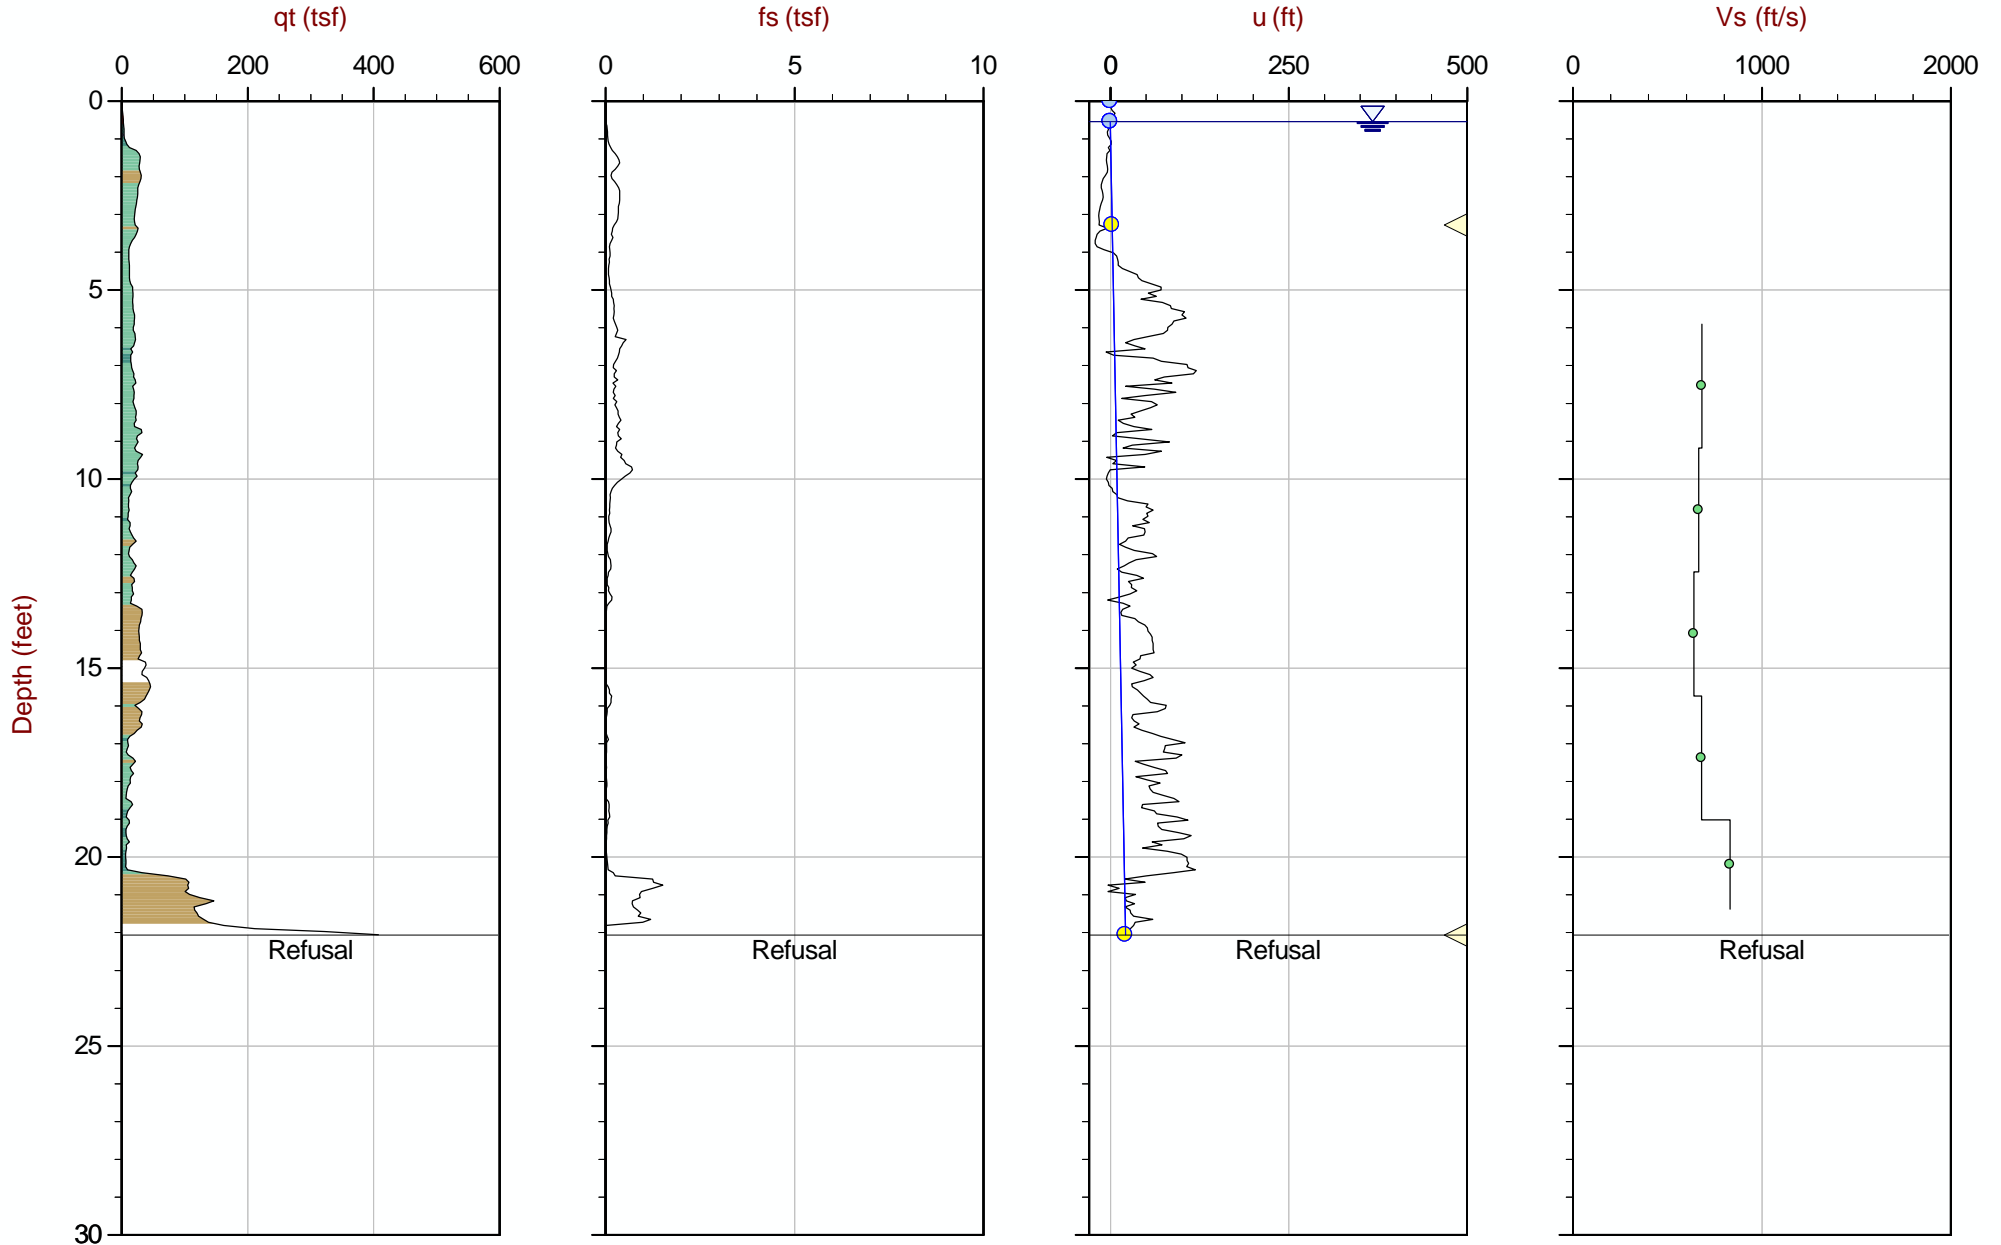 qt (tsf) fs (tsf) u (ft) Vs (ft/s)
0 200 400 600 0 5 10 0 250 500 0 1000 2000
0
5
10
15
20
25
30
Depth (feet)
Refusal Refusal Refusal Refusal